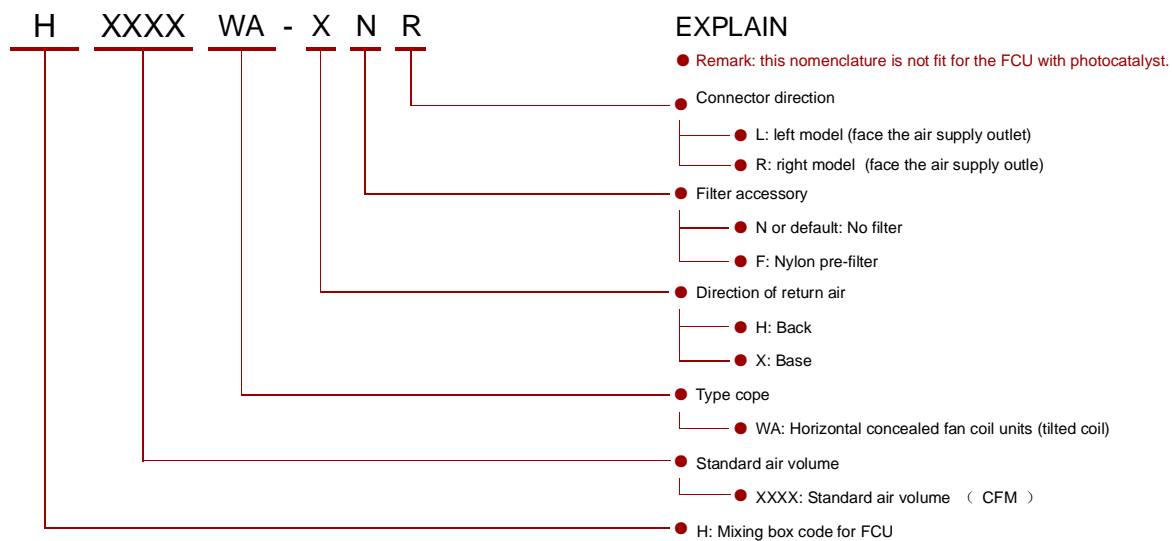 H XXXX WA - X N R
EXPLAIN
Remark: this nomenclature is not fit for the FCU with photocatalyst.
Connector direction
L: left model (face the air supply outlet)
R: right model (face the air supply outle)
Filter accessory
N or default: No filter
F: Nylon pre-filter
Direction of return air
H: Back
X: Base
Type cope
WA: Horizontal concealed fan coil units (tilted coil)
Standard air volume
XXXX: Standard air volume （ CFM ）
H: Mixing box code for FCU